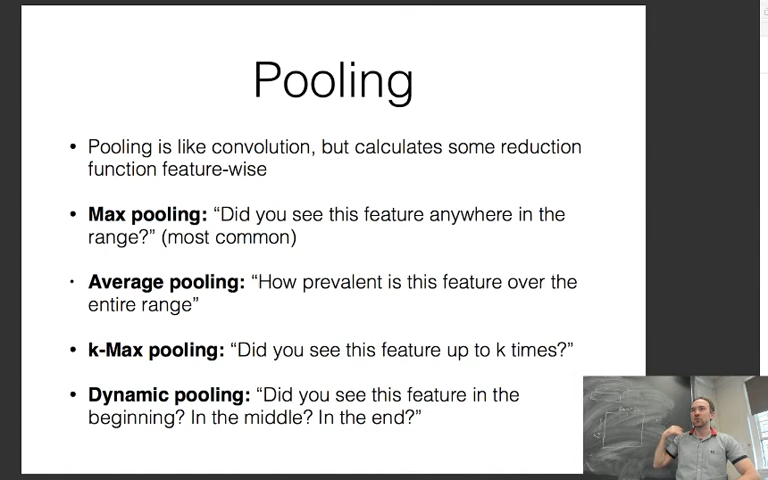 Pooling
• Pooling is like convolution, but calculates some reduction
function feature-wise
• Max pooling: “Did you see this feature anywhere in the
range?” (most common)
• Average pooling: “How prevalent is this feature over the
entire range”
• k-Max pooling: “Did you see this feature up to k times?”
• Dynamic pooling: “Did you see this feature in the
beginning? In the middle? In the end?”